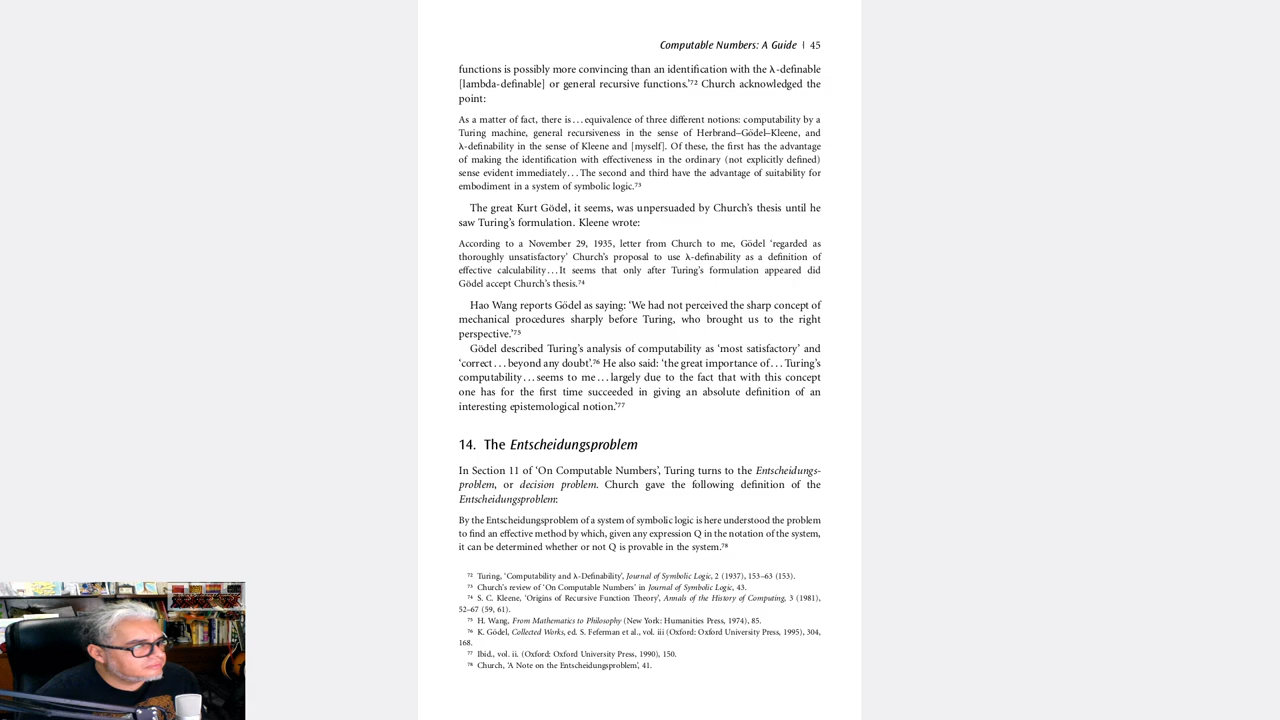 Computable Numbers: A Guide | 45
functions is possibly more convincing than an identification with the λ-definable
[lambda-definable] or general recursive functions.’⁷² Church acknowledged the
point:
As a matter of fact, there is...equivalence of three different notions: computability by a
Turing machine, general recursiveness in the sense of Herbrand–Gödel–Kleene, and
λ-definability in the sense of Kleene and [myself]. Of these, the first has the advantage
of making the identification with effectiveness in the ordinary (not explicitly defined)
sense evident immediately...The second and third have the advantage of suitability for
embodiment in a system of symbolic logic.⁷³
The great Kurt Gödel, it seems, was unpersuaded by Church’s thesis until he
saw Turing’s formulation. Kleene wrote:
According to a November 29, 1935, letter from Church to me, Gödel ‘regarded as
thoroughly unsatisfactory’ Church’s proposal to use λ-definability as a definition of
effective calculability...It seems that only after Turing’s formulation appeared did
Gödel accept Church’s thesis.⁷⁴
Hao Wang reports Gödel as saying: ‘We had not perceived the sharp concept of
mechanical procedures sharply before Turing, who brought us to the right
perspective.’⁷⁵
Gödel described Turing’s analysis of computability as ‘most satisfactory’ and
‘correct...beyond any doubt’.⁷⁶ He also said: ‘the great importance of...Turing’s
computability...seems to me...largely due to the fact that with this concept
one has for the first time succeeded in giving an absolute definition of an
interesting epistemological notion.’⁷⁷
14. The Entscheidungsproblem
In Section 11 of ‘On Computable Numbers’, Turing turns to the Entscheidungs-
problem, or decision problem. Church gave the following definition of the
Entscheidungsproblem:
By the Entscheidungsproblem of a system of symbolic logic is here understood the problem
to find an effective method by which, given any expression Q in the notation of the system,
it can be determined whether or not Q is provable in the system.⁷⁸
⁷² Turing, ‘Computability and λ-Definability’, Journal of Symbolic Logic, 2 (1937), 153–63 (153).
⁷³ Church’s review of ‘On Computable Numbers’ in Journal of Symbolic Logic, 43.
⁷⁴ S. C. Kleene, ‘Origins of Recursive Function Theory’, Annals of the History of Computing, 3 (1981),
52–67 (59, 61).
⁷⁵ H. Wang, From Mathematics to Philosophy (New York: Humanities Press, 1974), 85.
⁷⁶ K. Gödel, Collected Works, ed. S. Feferman et al., vol. iii (Oxford: Oxford University Press, 1995), 304,
168.
⁷⁷ Ibid., vol. ii. (Oxford: Oxford University Press, 1990), 150.
⁷⁸ Church, ‘A Note on the Entscheidungsproblem’, 41.